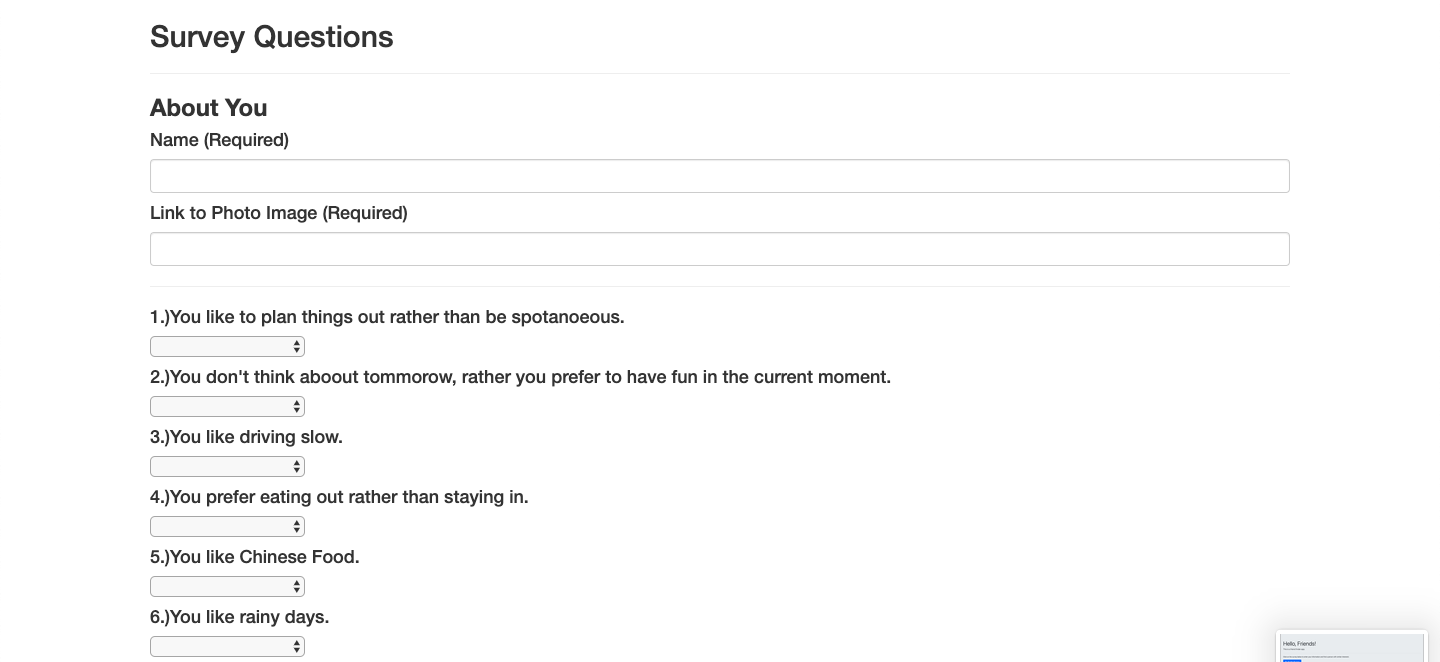 Survey Questions
About You
Name (Required)
Link to Photo Image (Required)
1.)You like to plan things out rather than be spotanoeous.
2.)You don't think aboout tommorow, rather you prefer to have fun in the current moment.
3.)You like driving slow.
4.)You prefer eating out rather than staying in.
5.)You like Chinese Food.
6.)You like rainy days.
Hello, Friends!